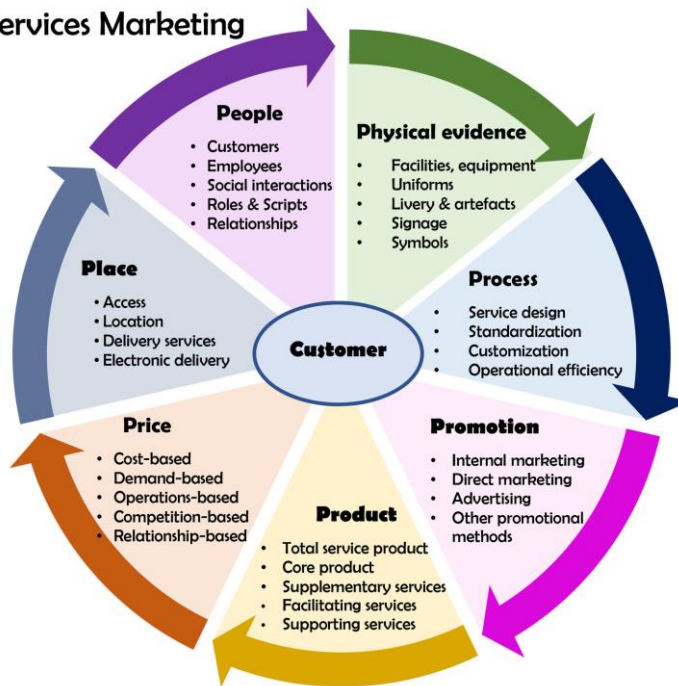 ervices Marketing
People
• Customers
• Employees
• Social interactions
• Roles & Scripts
• Relationships
Physical evidence
• Facilities, equipment
• Uniforms
• Livery & artefacts
• Signage
• Symbols
Process
• Service design
• Standardization
• Customization
• Operational efficiency
Promotion
• Internal marketing
• Direct marketing
• Advertising
• Other promotional
methods
Product
• Total service product
• Core product
• Supplementary services
• Facilitating services
• Supporting services
Price
• Cost-based
• Demand-based
• Operations-based
• Competition-based
• Relationship-based
Place
• Access
• Location
• Delivery services
• Electronic delivery
Customer